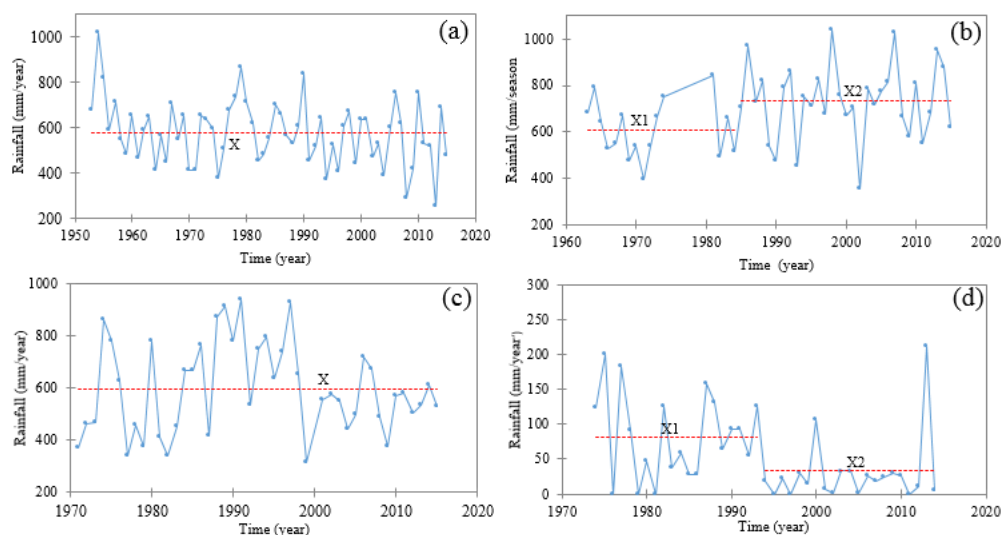 (a)
Rainfall (mm/year)
1000
800
600
400
200
X
1950 1960 1970 1980 1990 2000 2010 2020
Time (year)
(b)
Rainfall (mm/season
1000
800
600
400
200
X1
X2
1960 1970 1980 1990 2000 2010 2020
Time (year)
(c)
Rainfall (mm/year)
1000
800
600
400
200
X
1970 1980 1990 2000 2010 2020
Time (year)
(d)
Rainfall (mm/year')
300
250
200
150
100
50
0
X1
X2
1970 1980 1990 2000 2010 2020
Time (year)